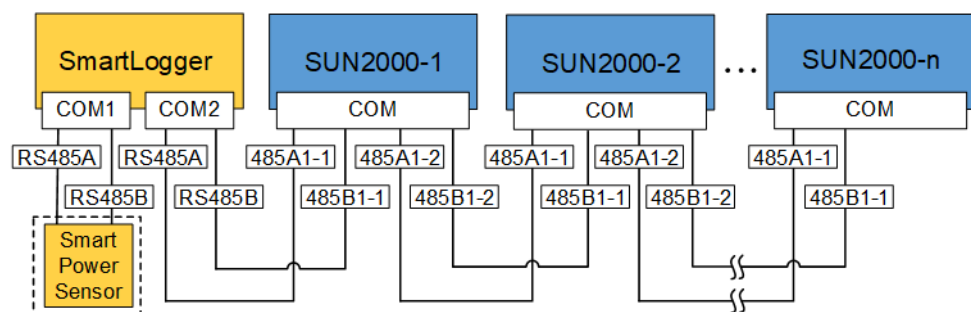 SmartLogger
SUN2000-1
SUN2000-2
...
SUN2000-n
COM1
COM2
COM
COM
COM
RS485A
RS485A
485A1-1
485A1-2
485A1-1
485A1-2
485A1-1
RS485B
RS485B
485B1-1
485B1-2
485B1-1
485B1-2
485B1-1
Smart
Power
Sensor